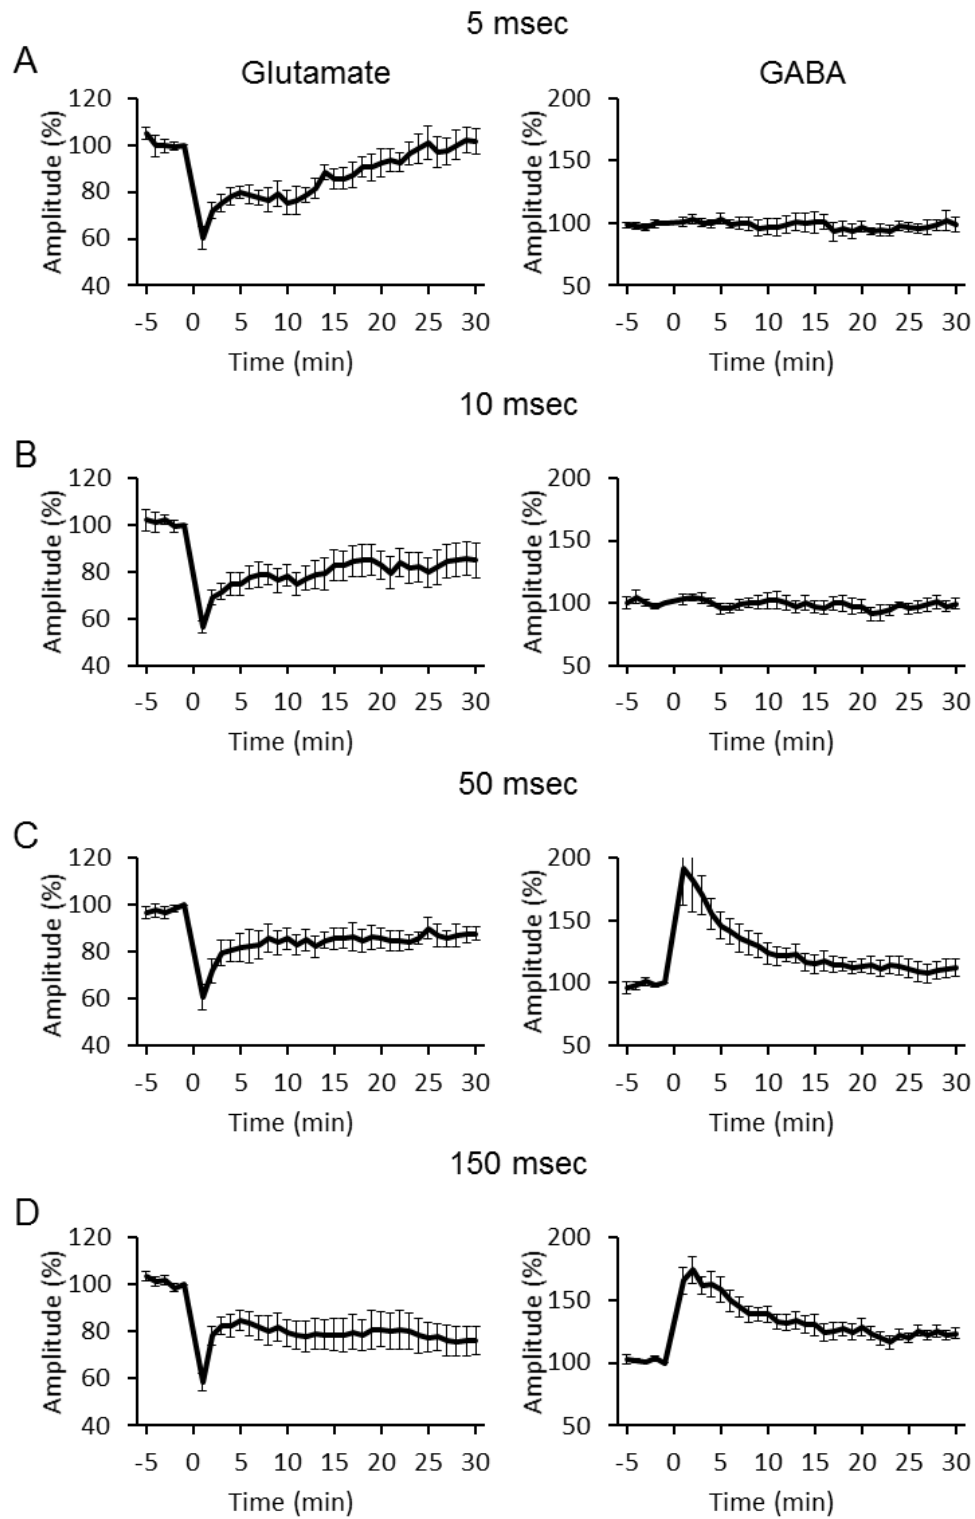 5 msec
A
Glutamate GABA
120 200
100 150
80 100
60 50
40
Amplitude (%) Amplitude (%)
-5 0 5 10 15 20 25 30 -5 0 5 10 15 20 25 30
Time (min) Time (min)
10 msec
B
120 200
100 150
80 100
60 50
40
Amplitude (%) Amplitude (%)
-5 0 5 10 15 20 25 30 -5 0 5 10 15 20 25 30
Time (min) Time (min)
50 msec
C
120 200
100 150
80 100
60 50
40
Amplitude (%) Amplitude (%)
-5 0 5 10 15 20 25 30 -5 0 5 10 15 20 25 30
Time (min) Time (min)
150 msec
D
120 200
100 150
80 100
60 50
40
Amplitude (%) Amplitude (%)
-5 0 5 10 15 20 25 30 -5 0 5 10 15 20 25 30
Time (min) Time (min)